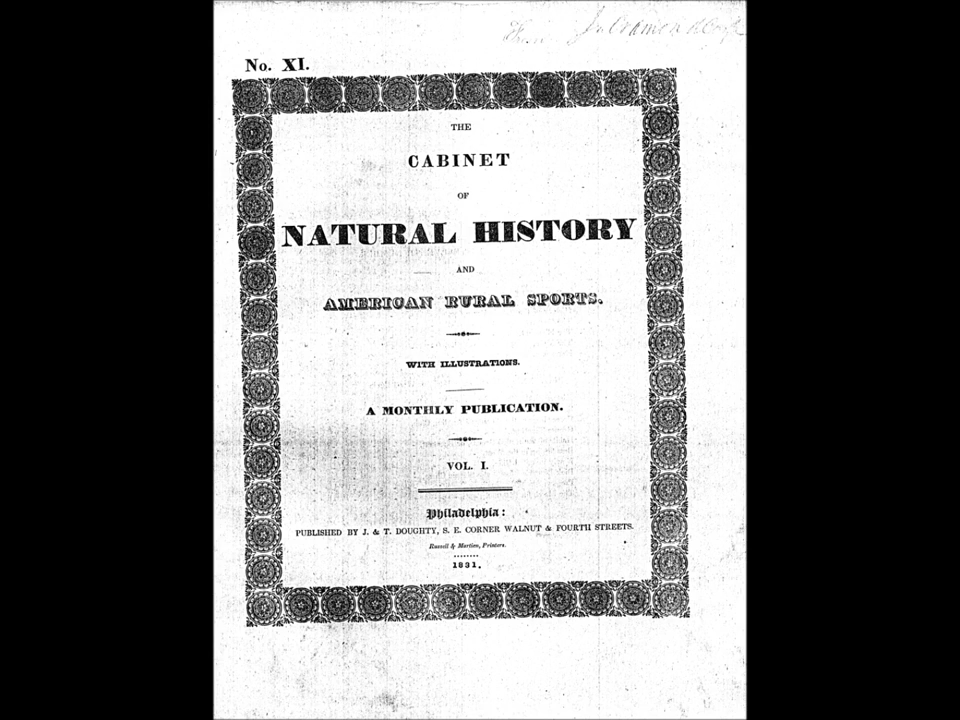 No. XI.
THE
CABINET
OF
NATURAL HISTORY
AND
AMERICAN RURAL SPORTS.
WITH ILLUSTRATIONS.
A MONTHLY PUBLICATION.
VOL. I.
Philadelphia:
PUBLISHED BY J. & T. DOUGHTY, S. E. CORNER WALNUT & FOURTH STREETS.
Russell & Martien, Printers.
1831.